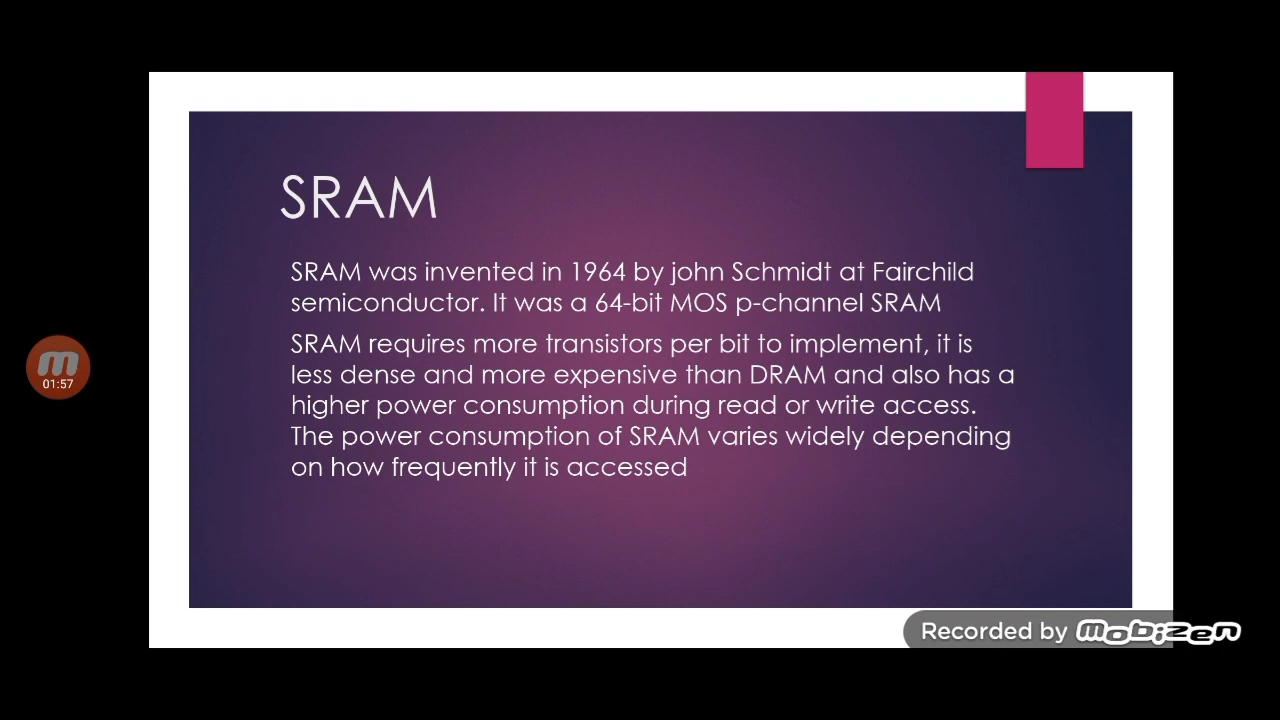 SRAM
SRAM was invented in 1964 by john Schmidt at Fairchild
semiconductor. It was a 64-bit MOS p-channel SRAM
SRAM requires more transistors per bit to implement, it is
less dense and more expensive than DRAM and also has a
higher power consumption during read or write access.
The power consumption of SRAM varies widely depending
on how frequently it is accessed
m
01:57
Recorded by mobizen